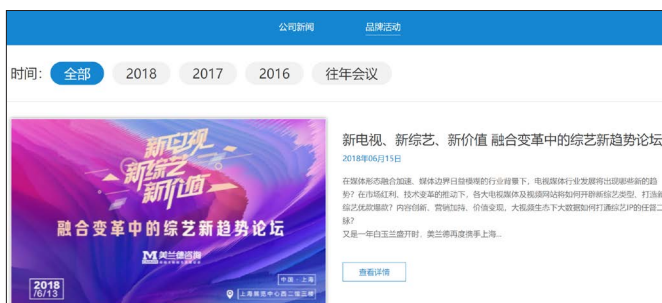 公司新闻 品牌活动
时间: 全部 2018 2017 2016 往年会议
新电视
新综艺
新价值
融合变革中的综艺新趋势论坛
M 美兰德咨询
2018
/6/13
中国·上海
上海展览中心西二馆三楼
新电视、新综艺、新价值 融合变革中的综艺新趋势论坛
2018年06月15日
在媒体形态融合加速、媒体边界日益模糊的行业背景下，电视媒体行业发展将出现哪些新的趋
势？在市场红利、技术变革的推动下，各大电视媒体及视频网站将如何开辟新综艺类型，打造新
综艺优款爆款？内容创新、营销加持、价值变现，大视频生态下大数据如何打通综艺IP的任督二
脉？
又是一年白玉兰盛开时，美兰德再度携手上海...
查看详情